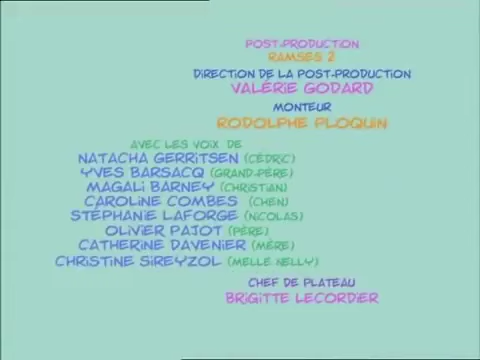 POST-PRODUCTION
RAMSES 2
DIRECTION DE LA POST-PRODUCTION
VALÉRIE GODARD
MONTEUR
RODOLPHE PLOQUIN
AVEC LES VOIX DE
NATACHA GERRITSEN (CÉDRIC)
YVES BARSACQ (GRAND-PÈRE)
MAGALI BARNEY (CHRISTIAN)
CAROLINE COMBES (CHEN)
STÉPHANIE LAFORGE (NICOLAS)
OLIVIER PAJOT (PÈRE)
CATHERINE DAVENIER (MÈRE)
CHRISTINE SIREYZOL (MELLE NELLY)
CHEF DE PLATEAU
BRIGITTE LECORDIER